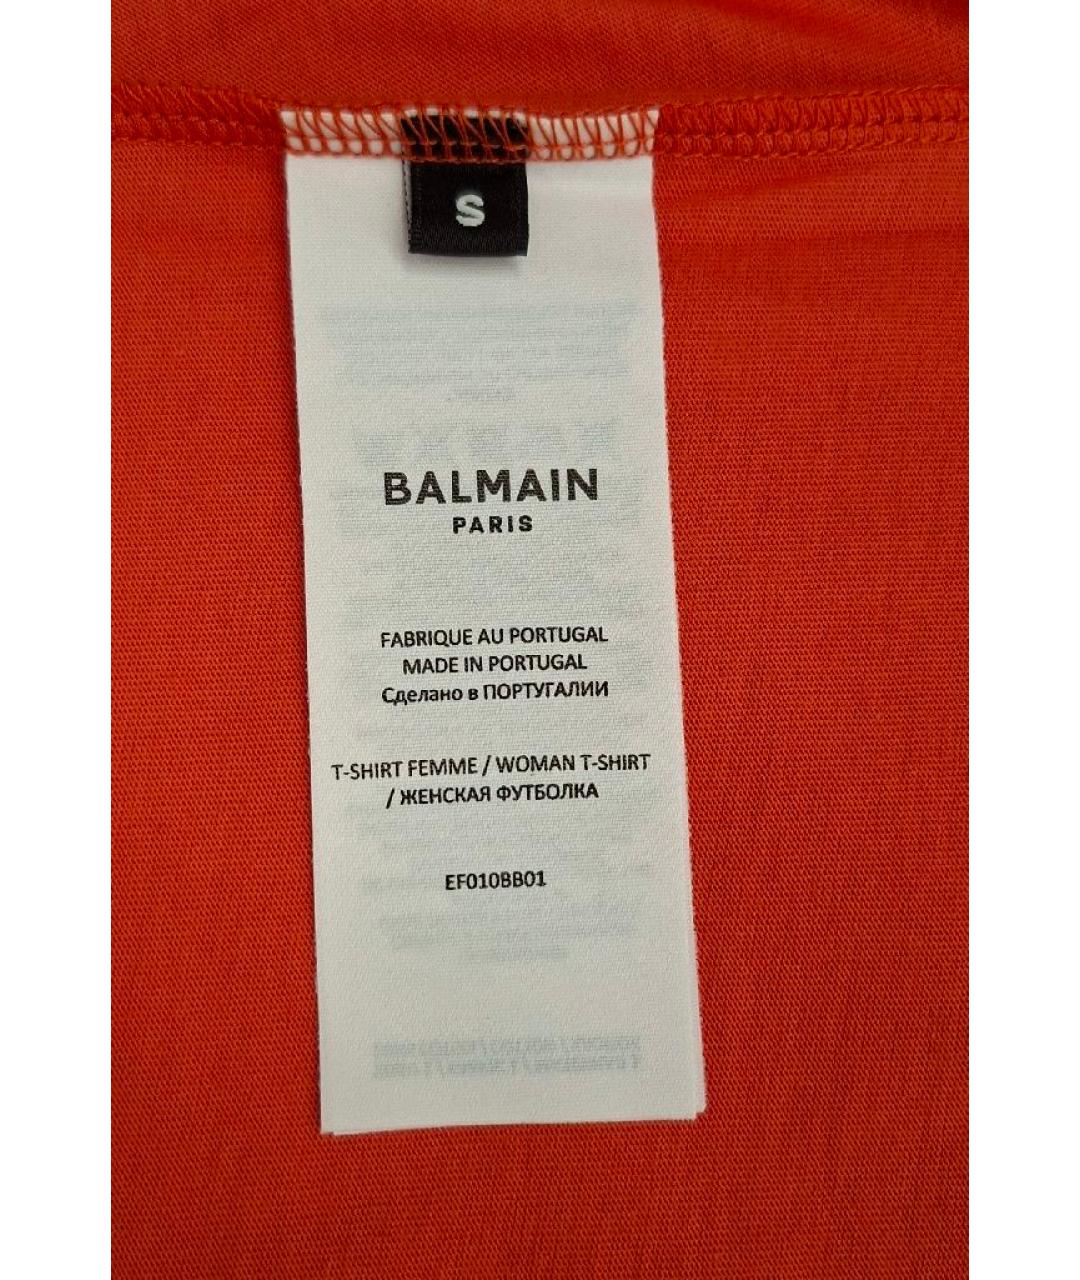 S
BALMAIN
PARIS
FABRIQUE AU PORTUGAL
MADE IN PORTUGAL
Сделано в ПОРТУГАЛИИ
T-SHIRT FEMME / WOMAN T-SHIRT
/ ЖЕНСКАЯ ФУТБОЛКА
EF010BB01